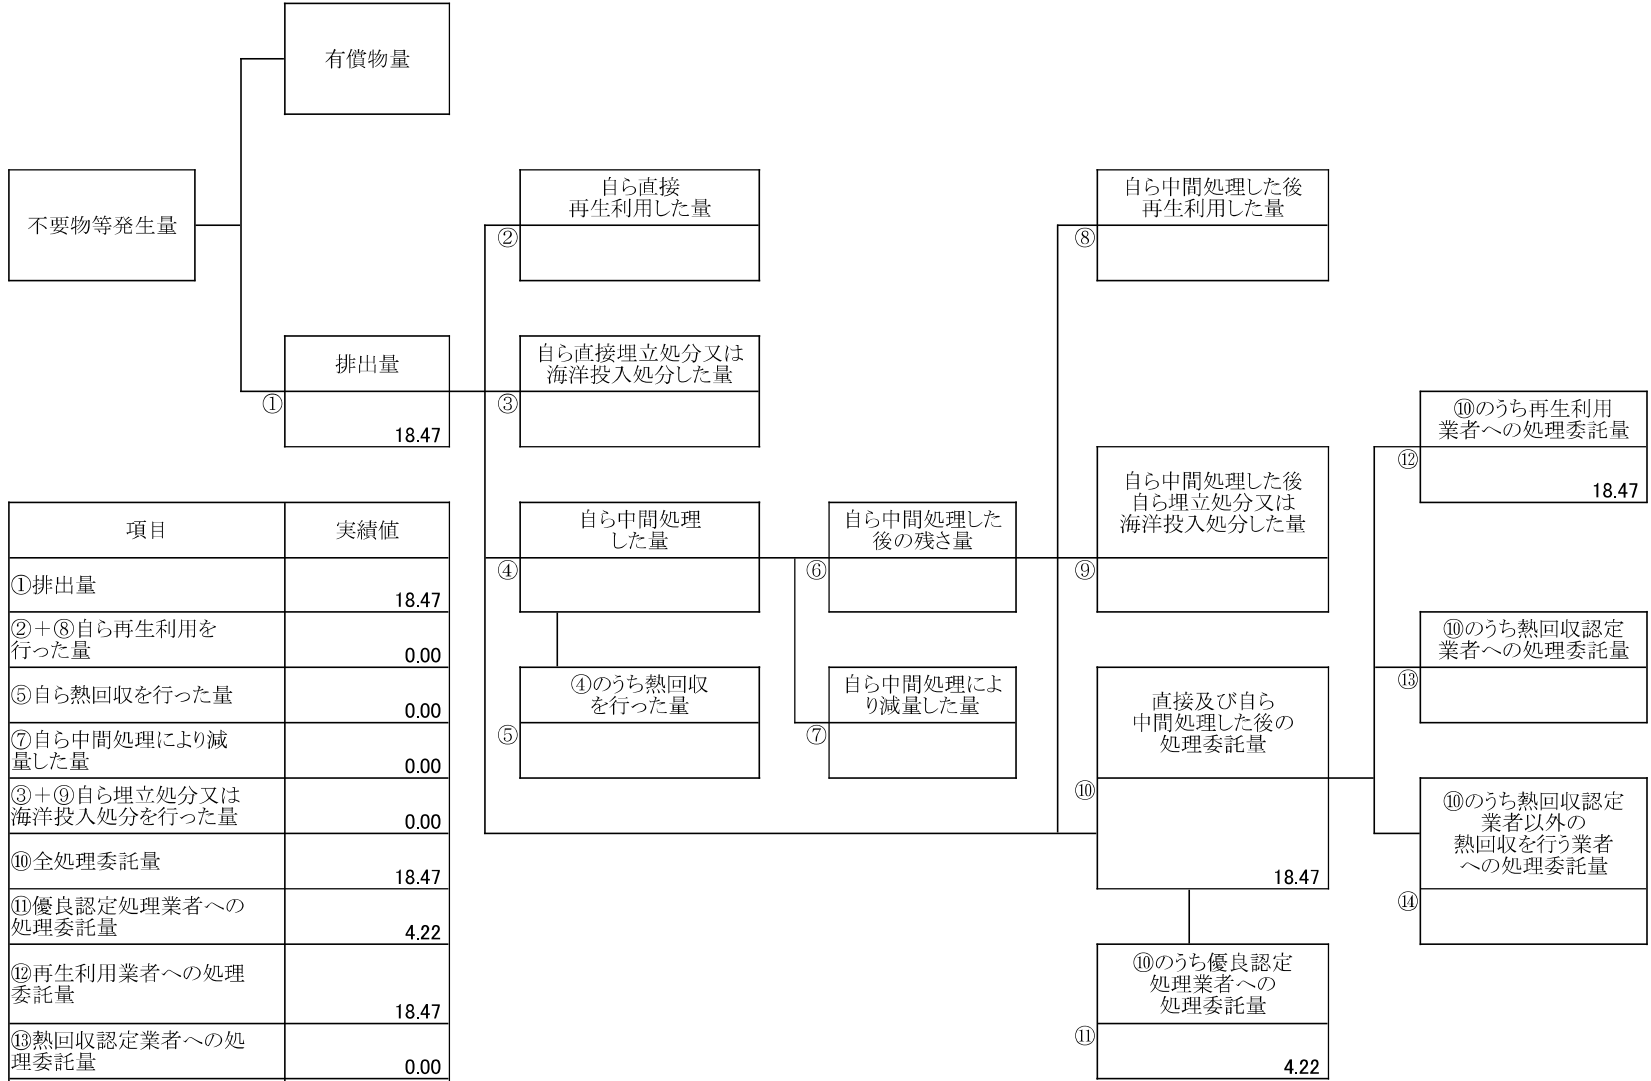 有償物量
不要物等発生量
自ら直接
再生利用した量
②
自ら中間処理した後
再生利用した量
⑧
排出量
①
18.47
自ら直接埋立処分又は
海洋投入処分した量
③
⑩のうち再生利用
業者への処理委託量
⑫
18.47
自ら中間処理した後
自ら埋立処分又は
海洋投入処分した量
⑨
自ら中間処理
した量
④
自ら中間処理した
後の残さ量
⑥
④のうち熱回収
を行った量
⑤
自ら中間処理によ
り減量した量
⑦
直接及び自ら
中間処理した後の
処理委託量
⑩
18.47
⑩のうち熱回収認定
業者への処理委託量
⑬
⑩のうち熱回収認定
業者以外の
熱回収を行う業者
への処理委託量
⑭
⑩のうち優良認定
処理業者への
処理委託量
⑪
4.22
項目 実績値
①排出量 18.47
②＋⑧自ら再生利用を
行った量 0.00
⑤自ら熱回収を行った量 0.00
⑦自ら中間処理により減
量した量 0.00
③＋⑨自ら埋立処分又は
海洋投入処分を行った量 0.00
⑩全処理委託量 18.47
⑪優良認定処理業者への
処理委託量 4.22
⑫再生利用業者への処理
委託量 18.47
⑬熱回収認定業者への処
理委託量 0.00